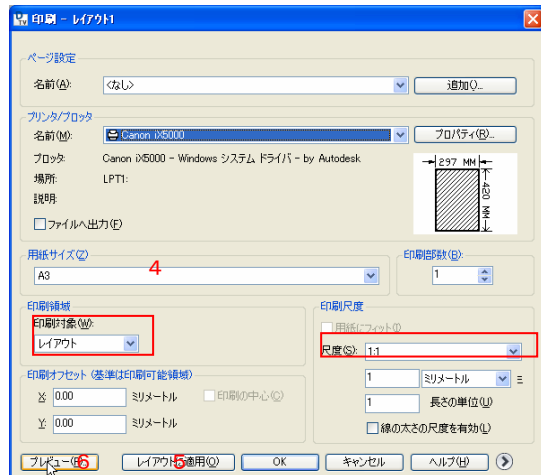 印刷 - レイアウト1
ページ設定
名前(A): <なし> 追加()...
プリンタ/プロッタ
名前(M): Canon iX5000 プロパティ(R)...
プロッタ: Canon iX5000 - Windows システム ドライバ - by Autodesk
場所: LPT1:
説明:
ファイルへ出力(F)
297 MM
420 MM
用紙サイズ(Z)
4
A3
印刷部数(B):
1
印刷領域
印刷対象(W):
レイアウト
印刷尺度
用紙にフィット(I)
尺度(S): 1:1
1 ミリメートル =
1 長さの単位(U)
線の太さの尺度を有効(L)
印刷オフセット (基準は印刷可能領域)
X: 0.00 ミリメートル 印刷の中心(C)
Y: 0.00 ミリメートル
プレビュー(P) 6 レイアウト 5 適用(O) OK キャンセル ヘルプ(H)